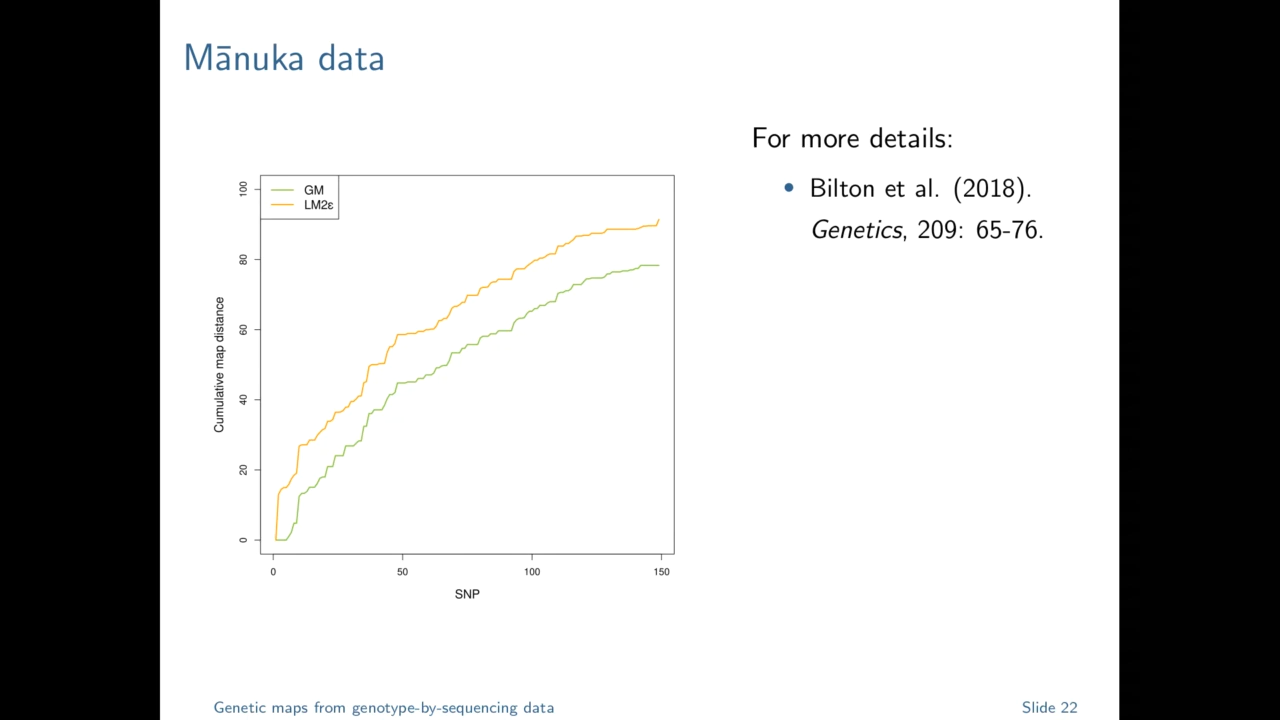 Mānuka data
For more details:
• Bilton et al. (2018).
Genetics, 209: 65-76.
GM
LM2ε
100
80
60
40
20
0
Cumulative map distance
0 50 100 150
SNP
Genetic maps from genotype-by-sequencing data
Slide 22